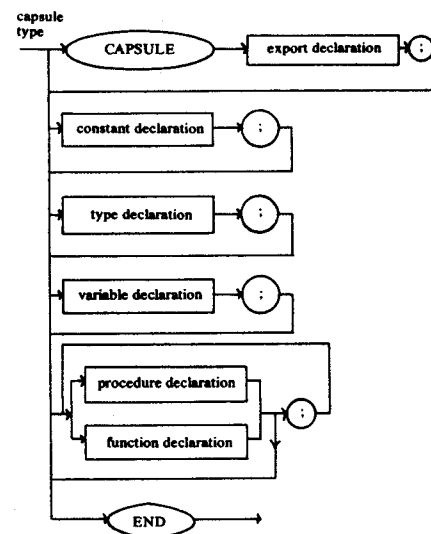 capsule
type
CAPSULE
export declaration
;
constant declaration
;
type declaration
;
variable declaration
;
procedure declaration
;
function declaration
END